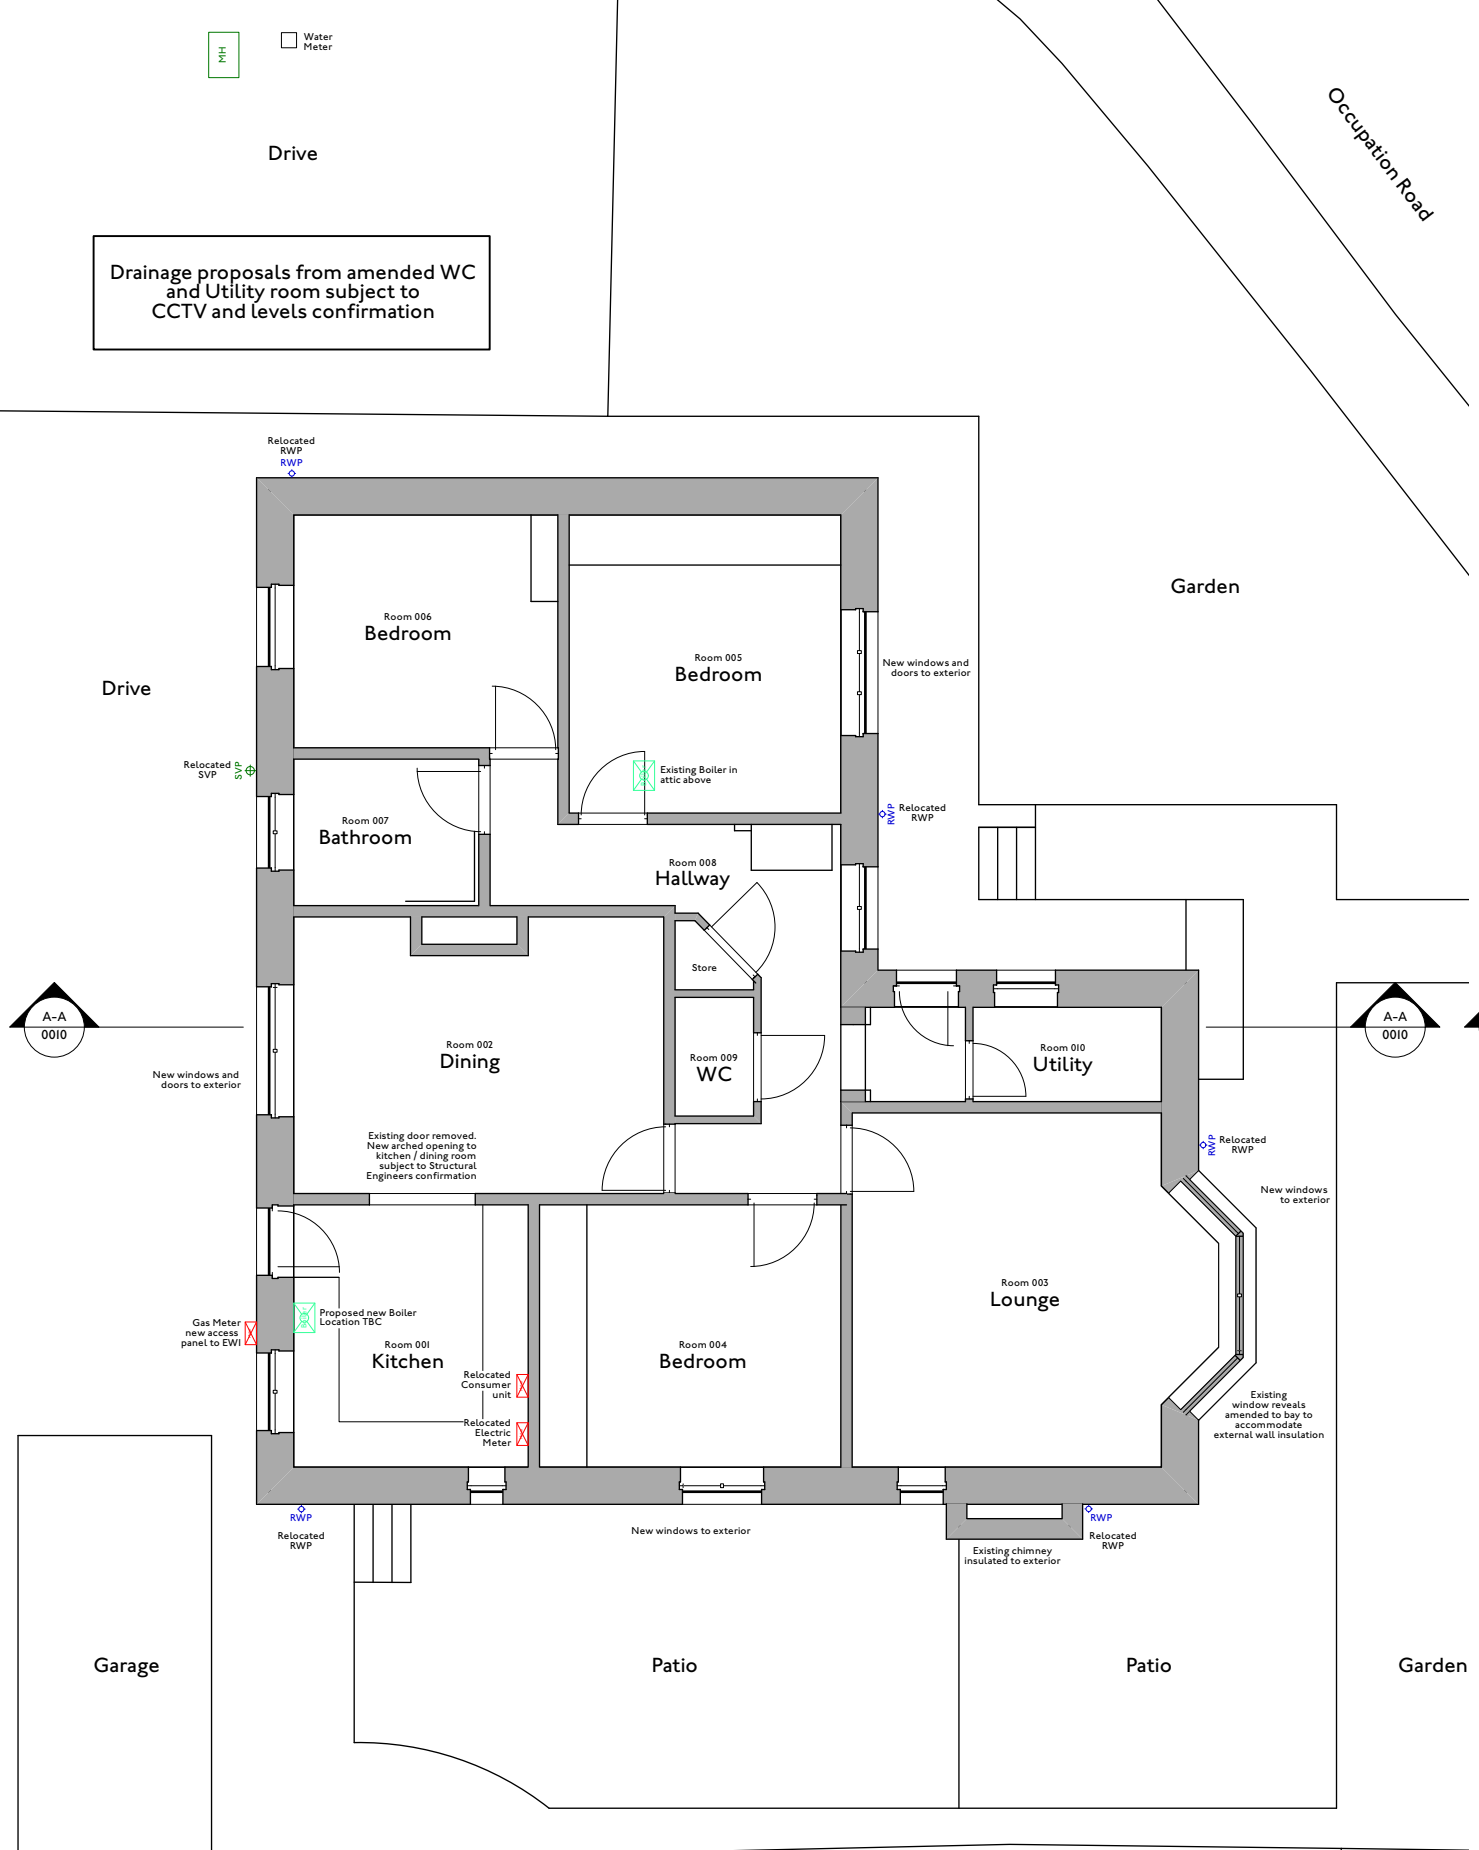 MH
Water
Meter
Occupation Road
Drive
Drainage proposals from amended WC
and Utility room subject to
CCTV and levels confirmation
Relocated
RWP
RWP
Garden
Room 006
Bedroom
Room 005
Bedroom
New windows and
doors to exterior
Drive
Relocated
SVP
SVP
Existing Boiler in
attic above
Room 007
Bathroom
RWP
Relocated
RWP
Room 008
Hallway
Store
A-A
0010
A-A
0010
Room 002
Dining
Room 009
WC
Room 010
Utility
New windows and
doors to exterior
Existing door removed.
New arched opening to
kitchen / dining room
subject to Structural
Engineers confirmation
RWP
Relocated
RWP
New windows
to exterior
Room 003
Lounge
Proposed new Boiler
Location TBC
Gas Meter
new access
panel to EWI
Room 001
Kitchen
Room 004
Bedroom
Relocated
Consumer
unit
Relocated
Electric
Meter
Existing
window reveals
amended to bay to
accommodate
external wall insulation
RWP
Relocated
RWP
New windows to exterior
RWP
Relocated
RWP
Existing chimney
insulated to exterior
Garage
Patio
Patio
Garden